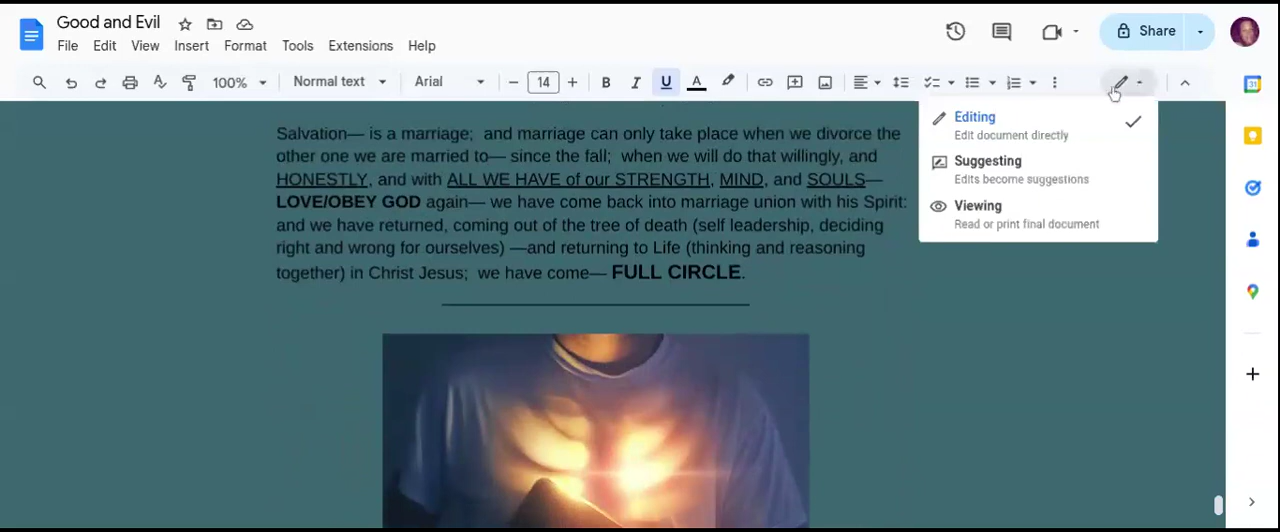 Good and Evil
Share
File Edit View Insert Format Tools Extensions Help
100% Normal text Arial − 14 + B I U A
31
Editing
Edit document directly
Suggesting
Edits become suggestions
Viewing
Read or print final document
Salvation— is a marriage;  and marriage can only take place when we divorce the
other one we are married to— since the fall;  when we will do that willingly, and
HONESTLY, and with ALL WE HAVE of our STRENGTH, MIND, and SOULS—
LOVE/OBEY GOD again— we have come back into marriage union with his Spirit:
and we have returned, coming out of the tree of death (self leadership, deciding
right and wrong for ourselves) —and returning to Life (thinking and reasoning
together) in Christ Jesus;  we have come— FULL CIRCLE.